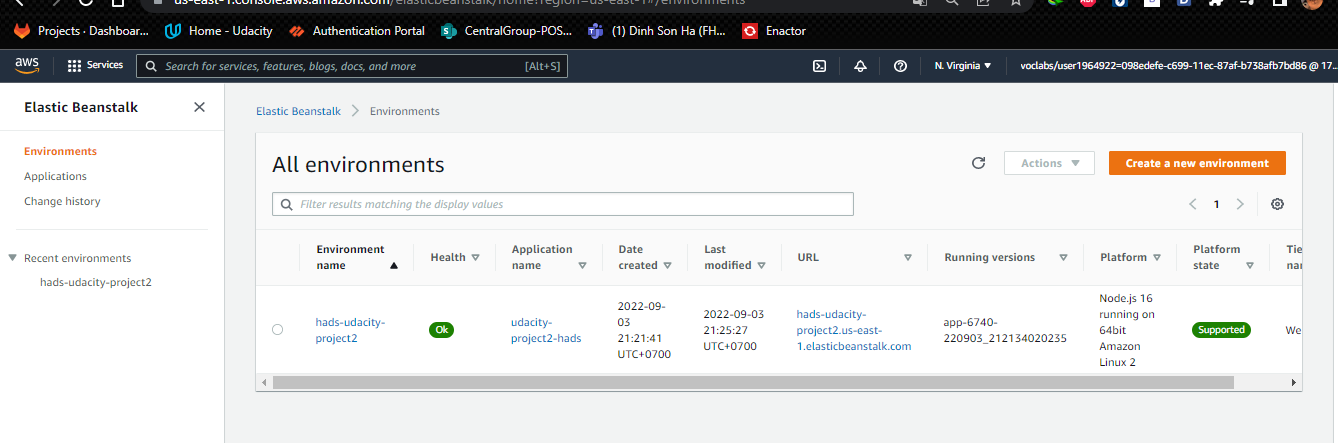 us-east-1.console.aws.amazon.com/elasticbeanstalk/home?region=us-east-1#/environments
Projects · Dashboar...
Home - Udacity
Authentication Portal
CentralGroup-POS...
(1) Dinh Son Ha (FH...
Enactor
aws
Services
Search for services, features, blogs, docs, and more
[Alt+S]
N. Virginia
voclabs/user1964922=098edefe-c699-11ec-87af-b738afb7bd86 @ 17...
Elastic Beanstalk
Environments
Applications
Change history
Recent environments
hads-udacity-project2
Elastic Beanstalk
Environments
All environments
Actions
Create a new environment
Filter results matching the display values
1
Environment
name
Health
Application
name
Date
created
Last
modified
URL
Running versions
Platform
Platform
state
Tie
nar
hads-udacity-
project2
Ok
udacity-
project2-hads
2022-09-
03
21:21:41
UTC+0700
2022-09-03
21:25:27
UTC+0700
hads-udacity-
project2.us-east-
1.elasticbeanstalk.com
app-6740-
220903_212134020235
Node.js 16
running on
64bit
Amazon
Linux 2
Supported
We